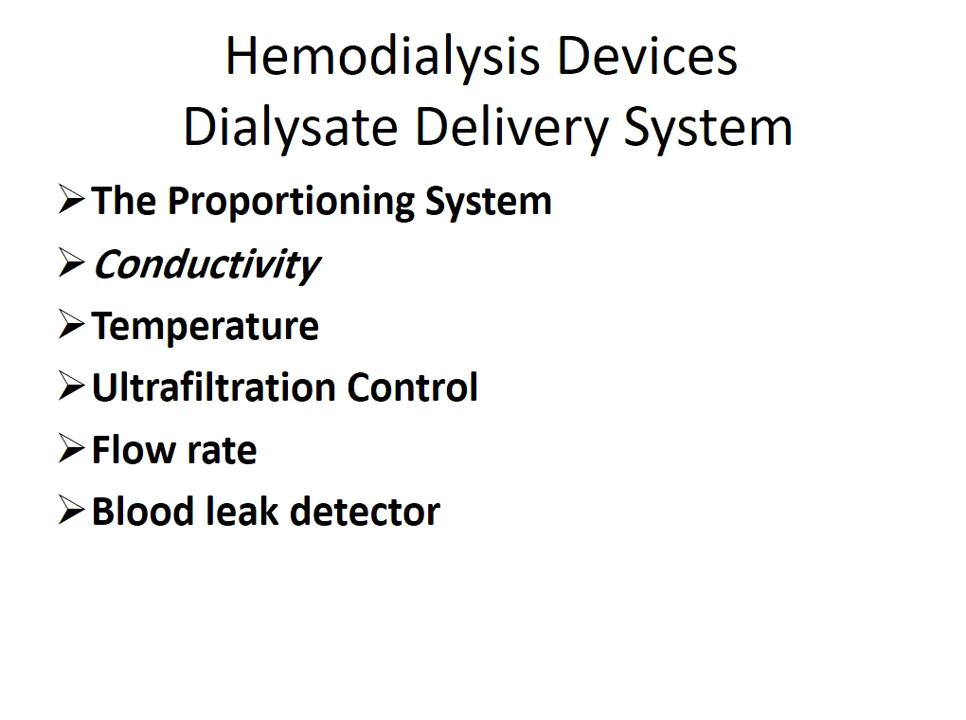 Hemodialysis Devices
Dialysate Delivery System
➢The Proportioning System
➢Conductivity
➢Temperature
➢Ultrafiltration Control
➢Flow rate
➢Blood leak detector